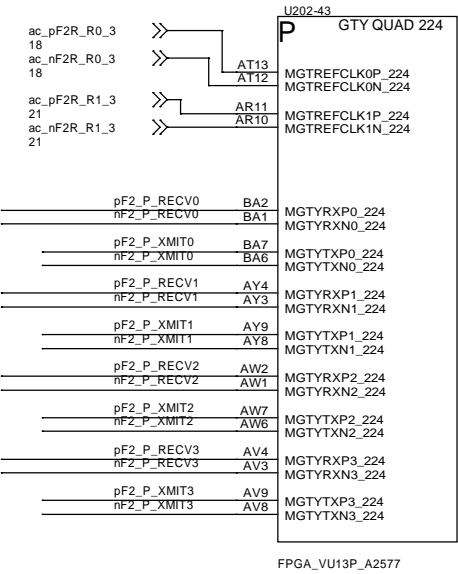 U202-43
P GTY QUAD 224
ac_pF2R_R0_3
18
ac_nF2R_R0_3
18
ac_pF2R_R1_3
21
ac_nF2R_R1_3
21
AT13 MGTREFCLK0P_224
AT12 MGTREFCLK0N_224
AR11 MGTREFCLK1P_224
AR10 MGTREFCLK1N_224
pF2_P_RECV0 BA2 MGTYRXP0_224
nF2_P_RECV0 BA1 MGTYRXN0_224
pF2_P_XMIT0 BA7 MGTYTXP0_224
nF2_P_XMIT0 BA6 MGTYTXN0_224
pF2_P_RECV1 AY4 MGTYRXP1_224
nF2_P_RECV1 AY3 MGTYRXN1_224
pF2_P_XMIT1 AY9 MGTYTXP1_224
nF2_P_XMIT1 AY8 MGTYTXN1_224
pF2_P_RECV2 AW2 MGTYRXP2_224
nF2_P_RECV2 AW1 MGTYRXN2_224
pF2_P_XMIT2 AW7 MGTYTXP2_224
nF2_P_XMIT2 AW6 MGTYTXN2_224
pF2_P_RECV3 AV4 MGTYRXP3_224
nF2_P_RECV3 AV3 MGTYRXN3_224
pF2_P_XMIT3 AV9 MGTYTXP3_224
nF2_P_XMIT3 AV8 MGTYTXN3_224
FPGA_VU13P_A2577